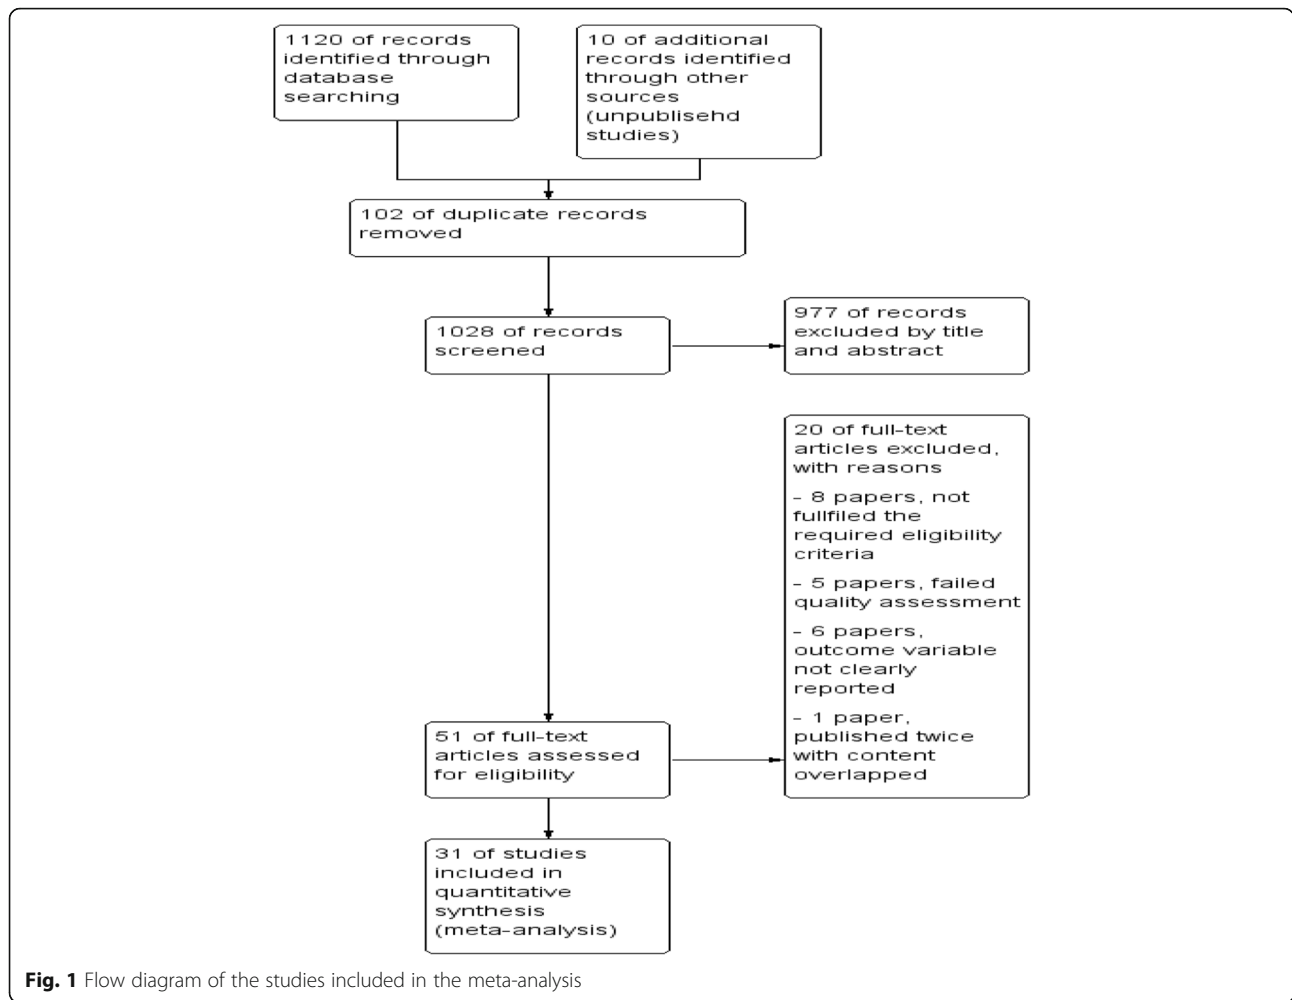 1120 of records
identified through
database
searching
10 of additional
records identified
through other
sources
(unpublisehd
studies)
102 of duplicate records
removed
1028 of records
screened
977 of records
excluded by title
and abstract
20 of full-text
articles excluded,
with reasons
- 8 papers, not
fullfiled the
required eligibility
criteria
- 5 papers, failed
quality assessment
- 6 papers,
outcome variable
not clearly
reported
- 1 paper,
published twice
with content
overlapped
51 of full-text
articles assessed
for eligibility
31 of studies
included in
quantitative
synthesis
(meta-analysis)
Fig. 1 Flow diagram of the studies included in the meta-analysis